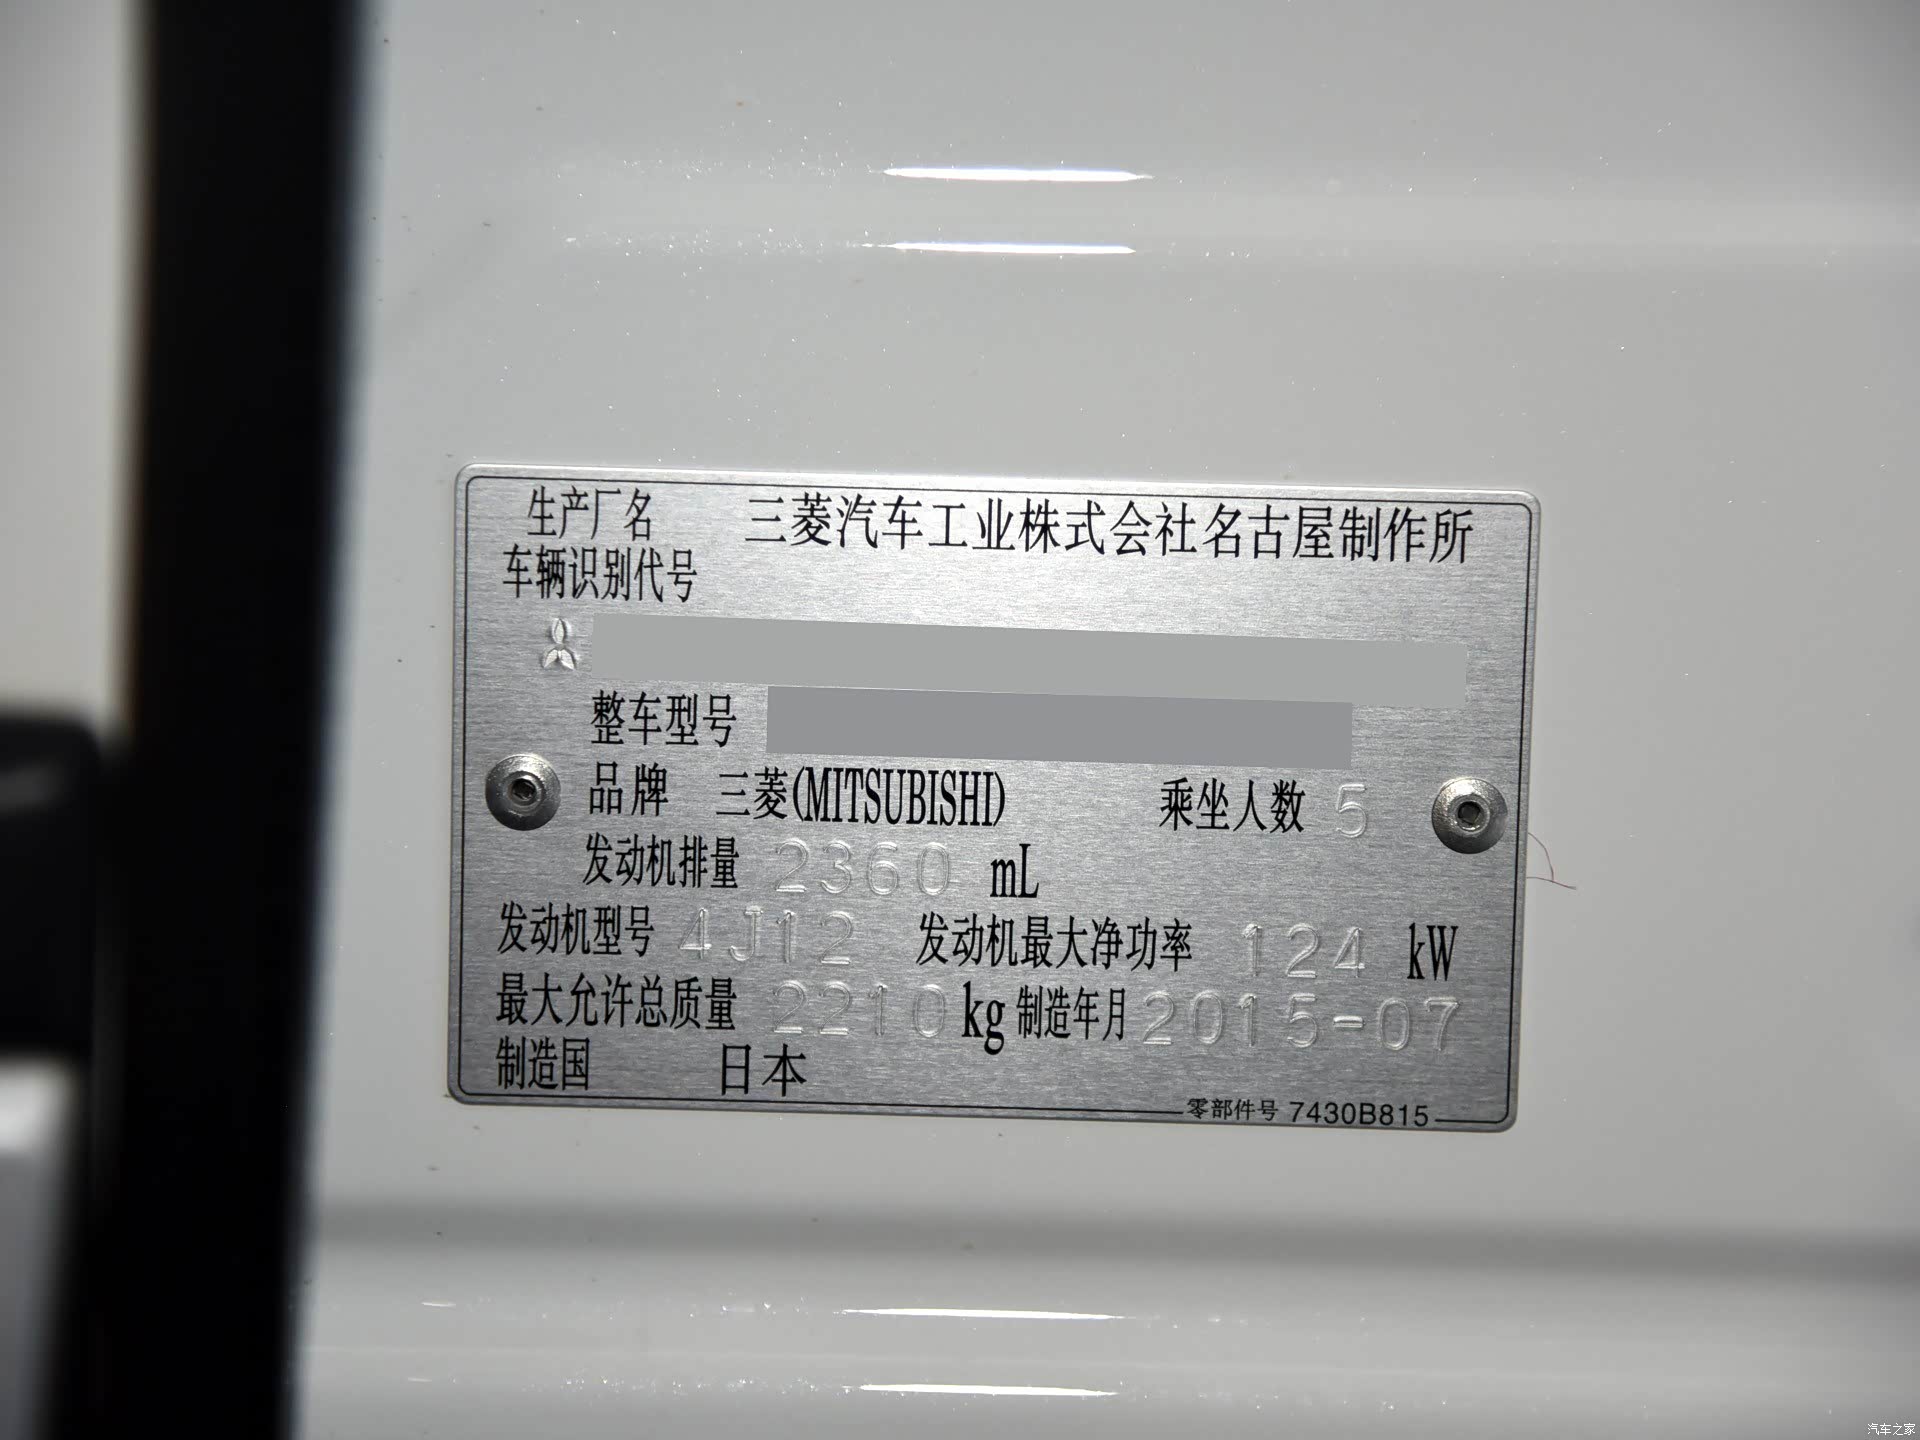 生产厂名 三菱汽车工业株式会社名古屋制作所
车辆识别代号
整车型号
品牌 三菱(MITSUBISHI) 乘坐人数 5
发动机排量 2360 mL
发动机型号 4J12 发动机最大净功率 124 kW
最大允许总质量 2210 kg 制造年月 2015-07
制造国 日本
零部件号 7430B815
汽车之家